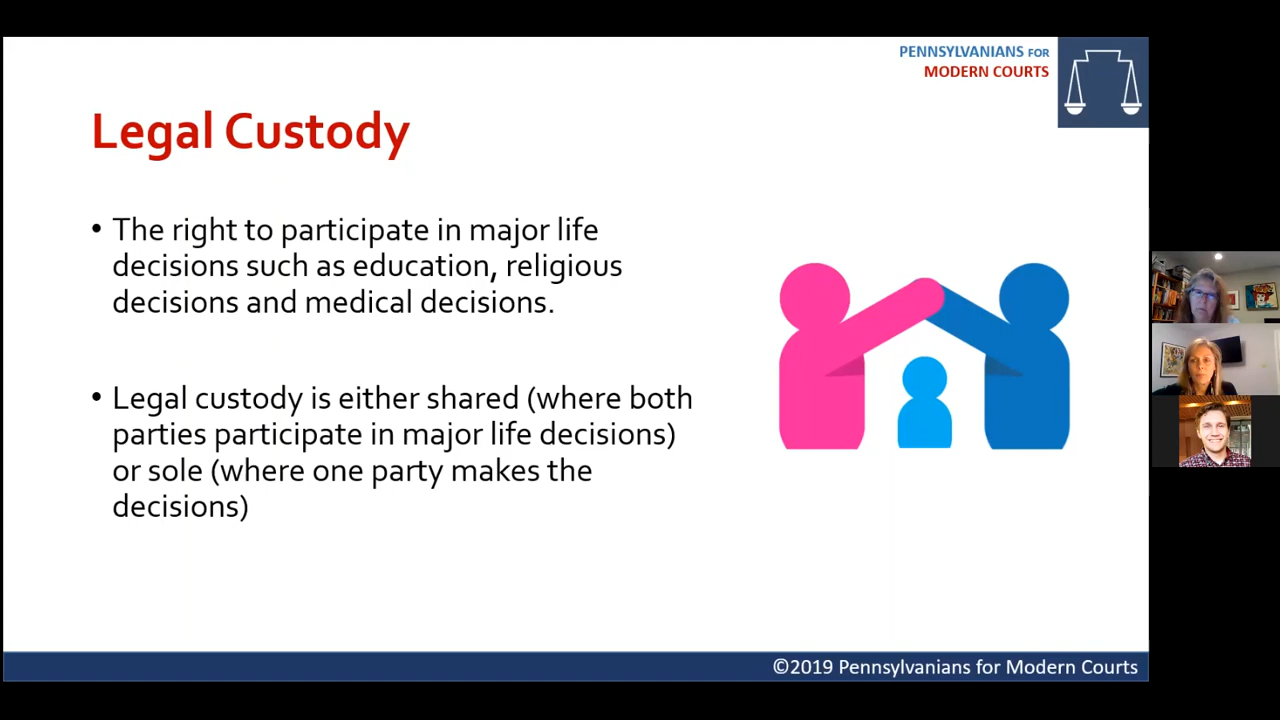 PENNSYLVANIANS FOR
MODERN COURTS
Legal Custody
• The right to participate in major life
decisions such as education, religious
decisions and medical decisions.
• Legal custody is either shared (where both
parties participate in major life decisions)
or sole (where one party makes the
decisions)
©2019 Pennsylvanians for Modern Courts